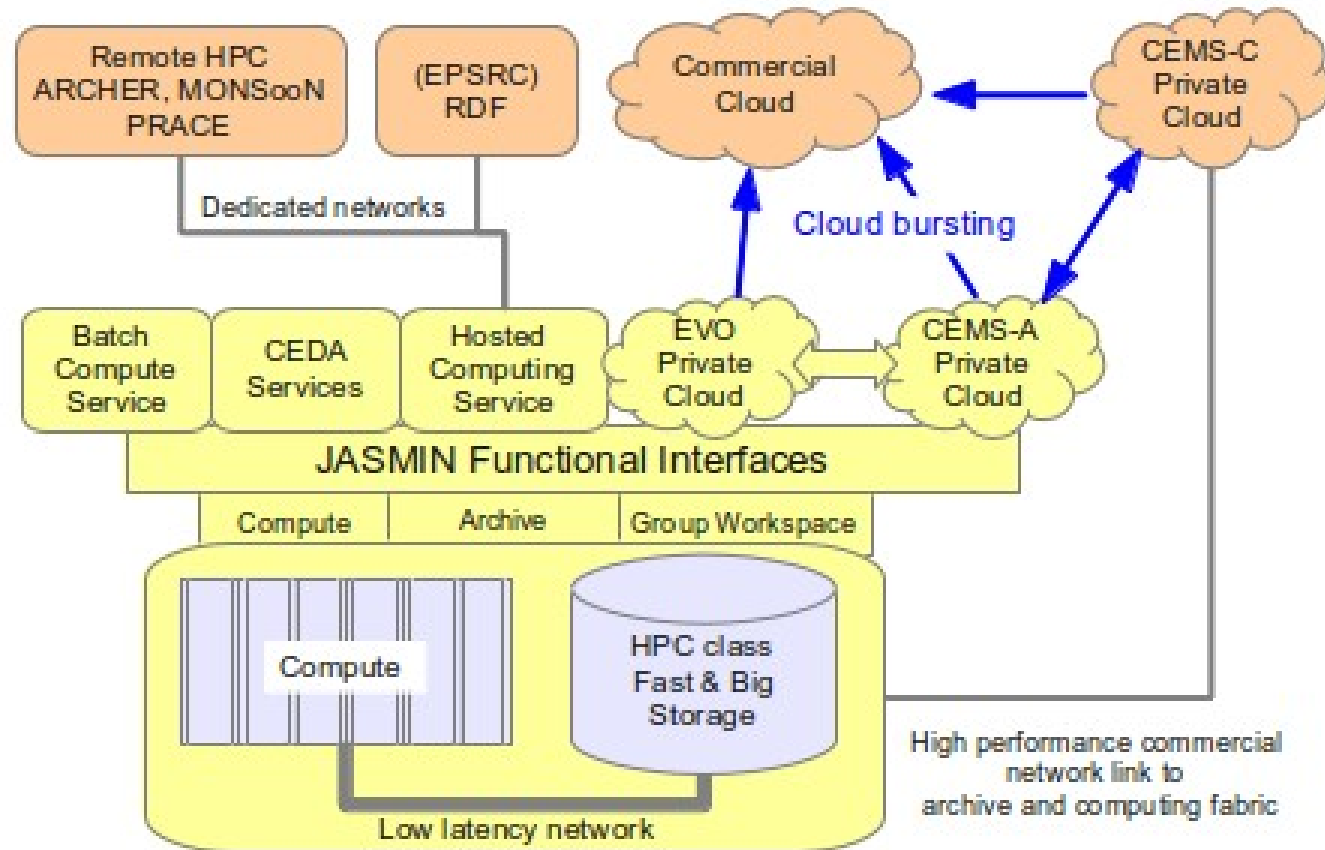 Remote HPC
ARCHER, MONSooN
PRACE
(EPSRC)
RDF
Commercial
Cloud
CEMS-C
Private
Cloud
Dedicated networks
Cloud bursting
Batch
Compute
Service
CEDA
Services
Hosted
Computing
Service
EVO
Private
Cloud
CEMS-A
Private
Cloud
JASMIN Functional Interfaces
Compute
Archive
Group Workspace
Compute
HPC class
Fast & Big
Storage
Low latency network
High performance commercial
network link to
archive and computing fabric